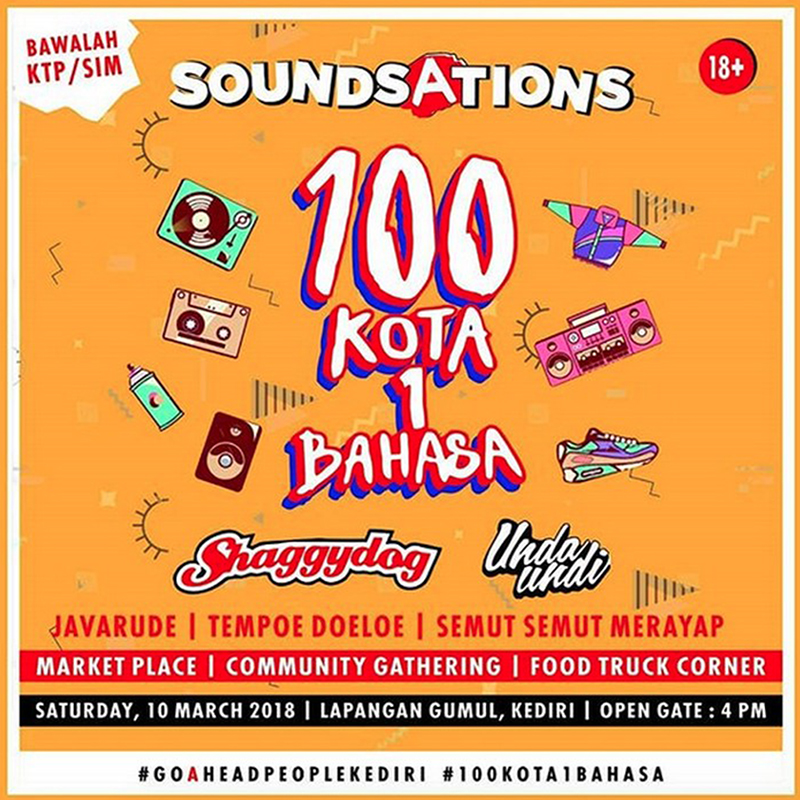 BAWALAH
KTP/SIM
SOUNDSATIONS
18+
100
KOTA
1
BAHASA
Shaggydog
Unda
undi
JAVARUDE | TEMPOE DOELOE | SEMUT SEMUT MERAYAP
MARKET PLACE | COMMUNITY GATHERING | FOOD TRUCK CORNER
SATURDAY, 10 MARCH 2018 | LAPANGAN GUMUL, KEDIRI | OPEN GATE : 4 PM
#GOAHEADPEOPLEKEDIRI #100KOTA1BAHASA